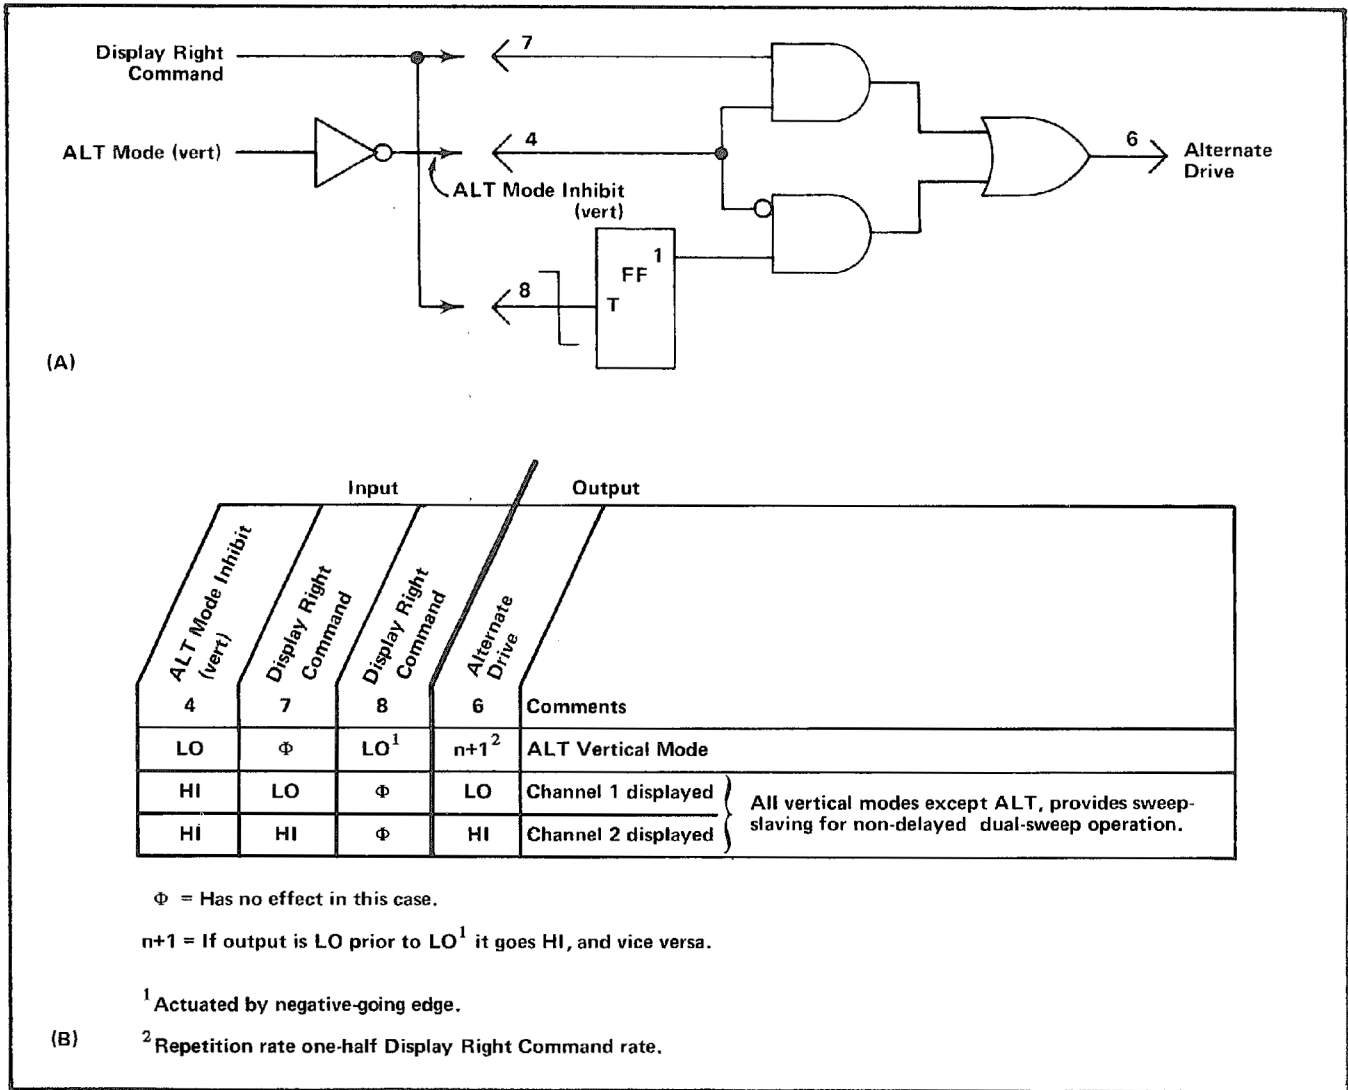 Display Right
Command
7
ALT Mode (vert)
4
ALT Mode Inhibit
(vert)
6
Alternate
Drive
8
1
FF
T
(A)
Input
Output
ALT Mode Inhibit
(vert)
Display Right
Command
Display Right
Command
Alternate
Drive
4 7 8 6 Comments
LO Φ LO¹ n+1² ALT Vertical Mode
HI LO Φ LO Channel 1 displayed
HI HI Φ HI Channel 2 displayed
All vertical modes except ALT, provides sweep-
slaving for non-delayed dual-sweep operation.
Φ = Has no effect in this case.
n+1 = If output is LO prior to LO¹ it goes HI, and vice versa.
¹Actuated by negative-going edge.
(B)
²Repetition rate one-half Display Right Command rate.